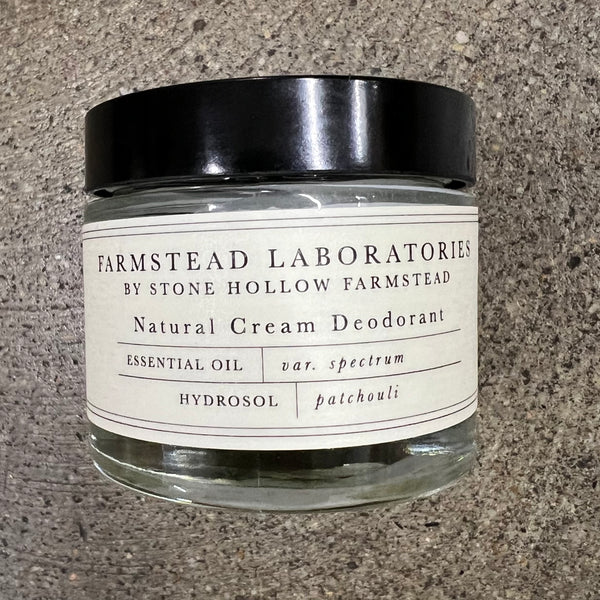 FARMSTEAD LABORATORIES
BY STONE HOLLOW FARMSTEAD
Natural Cream Deodorant
ESSENTIAL OIL var. spectrum
HYDROSOL patchouli